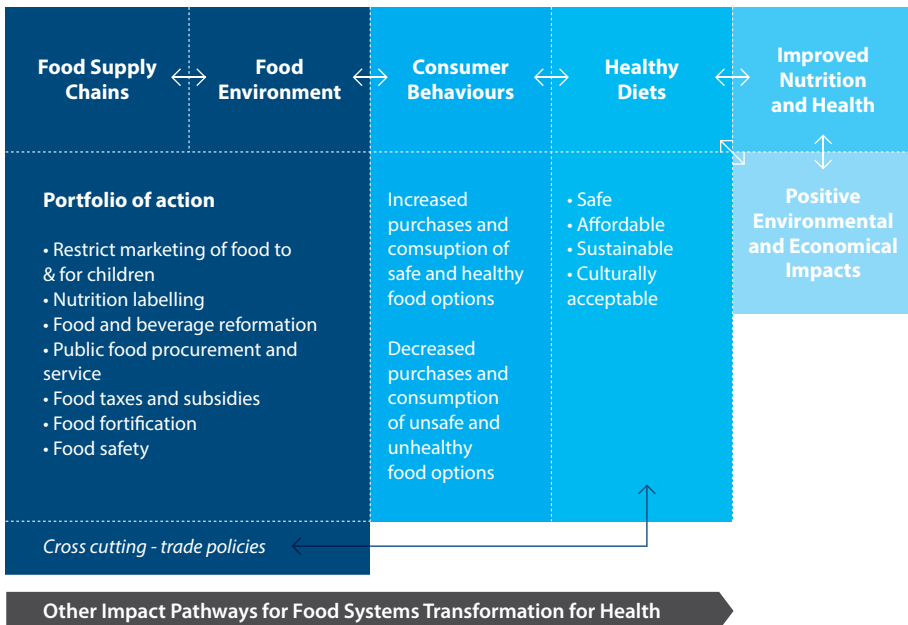 Food Supply
Chains
Food
Environment
Consumer
Behaviours
Healthy
Diets
Improved
Nutrition
and Health
Portfolio of action
• Restrict marketing of food to
& for children
• Nutrition labelling
• Food and beverage reformation
• Public food procurement and
service
• Food taxes and subsidies
• Food fortification
• Food safety
Increased
purchases and
comsuption of
safe and healthy
food options
Decreased
purchases and
consumption
of unsafe and
unhealthy
food options
• Safe
• Affordable
• Sustainable
• Culturally
acceptable
Positive
Environmental
and Economical
Impacts
Cross cutting - trade policies
Other Impact Pathways for Food Systems Transformation for Health